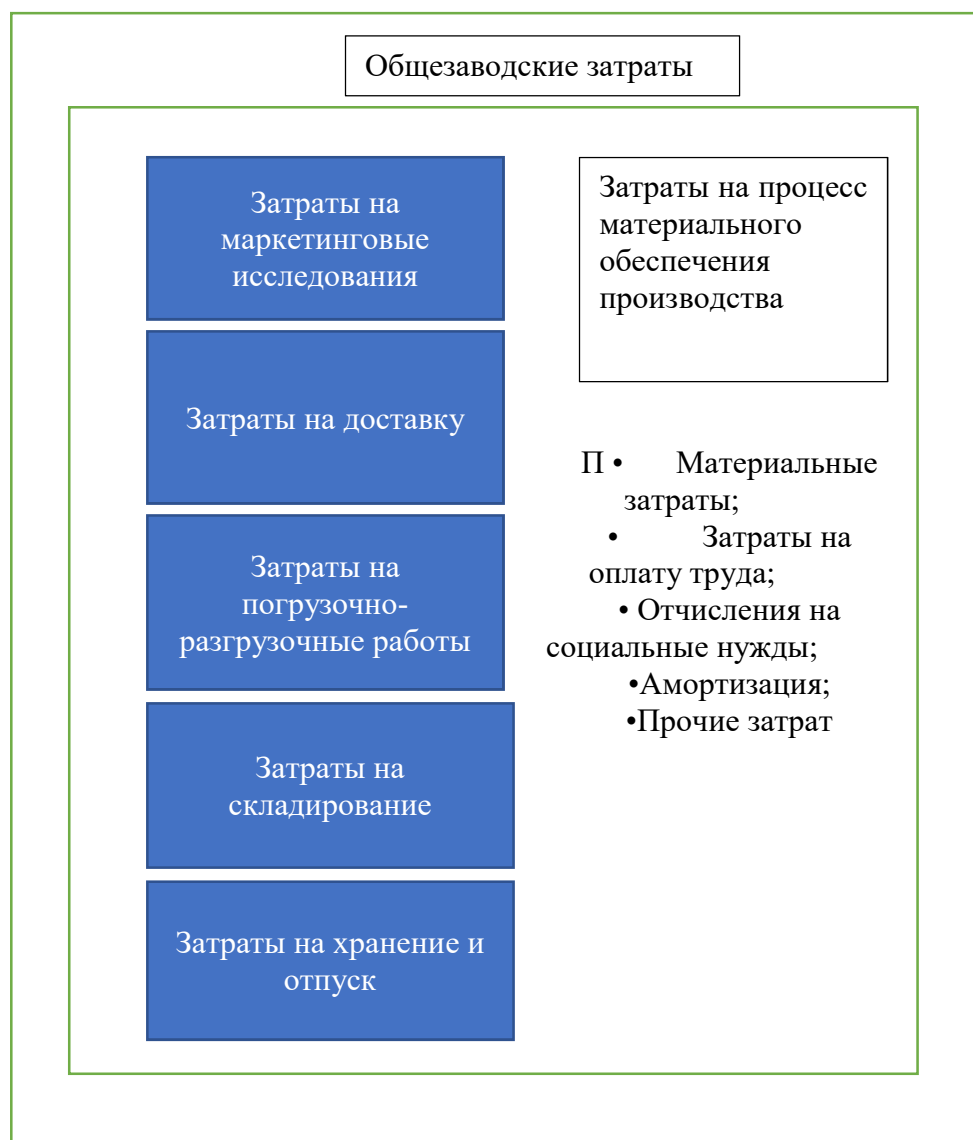 Общезаводские затраты
Затраты на
маркетинговые
исследования
Затраты на доставку
Затраты на
погрузочно-
разгрузочные работы
Затраты на
складирование
Затраты на хранение и
отпуск
Затраты на процесс
материального
обеспечения
производства
П • Материальные
затраты;
• Затраты на
оплату труда;
• Отчисления на
социальные нужды;
•Амортизация;
•Прочие затрат